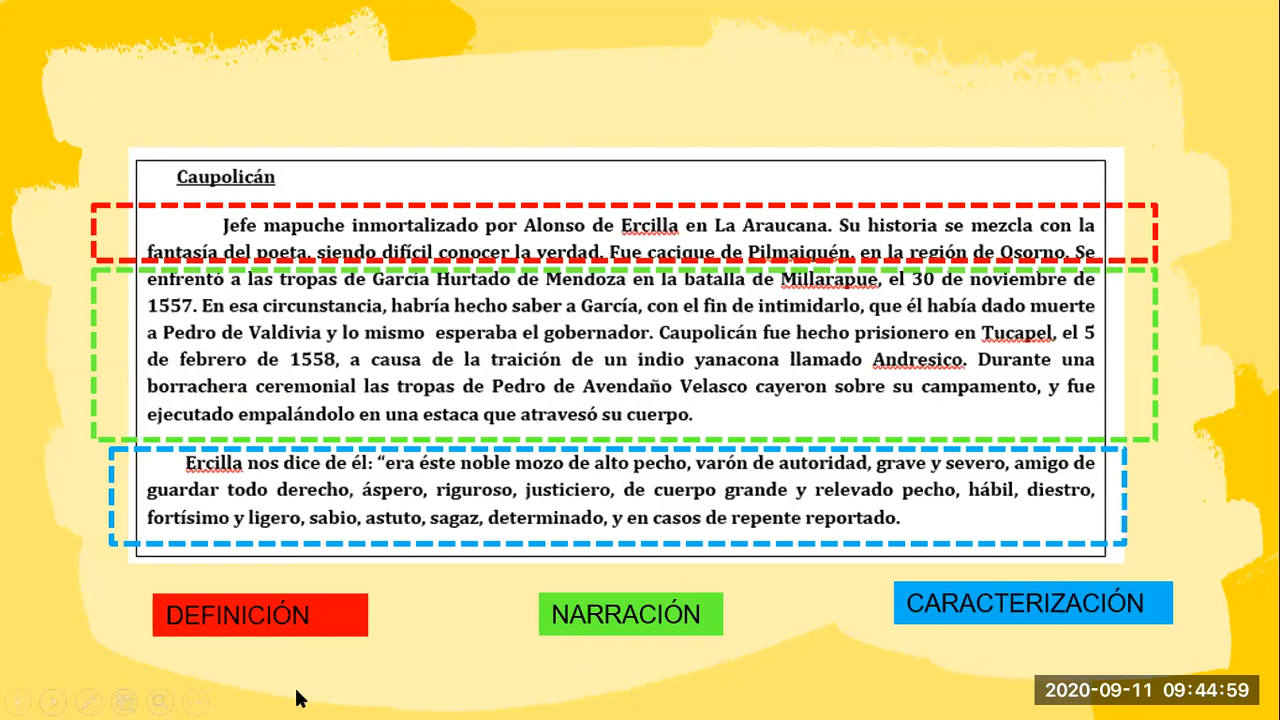 Caupolicán
Jefe mapuche inmortalizado por Alonso de Ercilla en La Araucana. Su historia se mezcla con la
fantasía del poeta, siendo difícil conocer la verdad. Fue cacique de Pilmaiquén, en la región de Osorno. Se
enfrentó a las tropas de García Hurtado de Mendoza en la batalla de Millarapue, el 30 de noviembre de
1557. En esa circunstancia, habría hecho saber a García, con el fin de intimidarlo, que él había dado muerte
a Pedro de Valdivia y lo mismo esperaba el gobernador. Caupolicán fue hecho prisionero en Tucapel, el 5
de febrero de 1558, a causa de la traición de un indio yanacona llamado Andresico. Durante una
borrachera ceremonial las tropas de Pedro de Avendaño Velasco cayeron sobre su campamento, y fue
ejecutado empalándolo en una estaca que atravesó su cuerpo.
Ercilla nos dice de él: “era éste noble mozo de alto pecho, varón de autoridad, grave y severo, amigo de
guardar todo derecho, áspero, riguroso, justiciero, de cuerpo grande y relevado pecho, hábil, diestro,
fortísimo y ligero, sabio, astuto, sagaz, determinado, y en casos de repente reportado.
DEFINICIÓN
NARRACIÓN
CARACTERIZACIÓN
2020-09-11 09:44:59